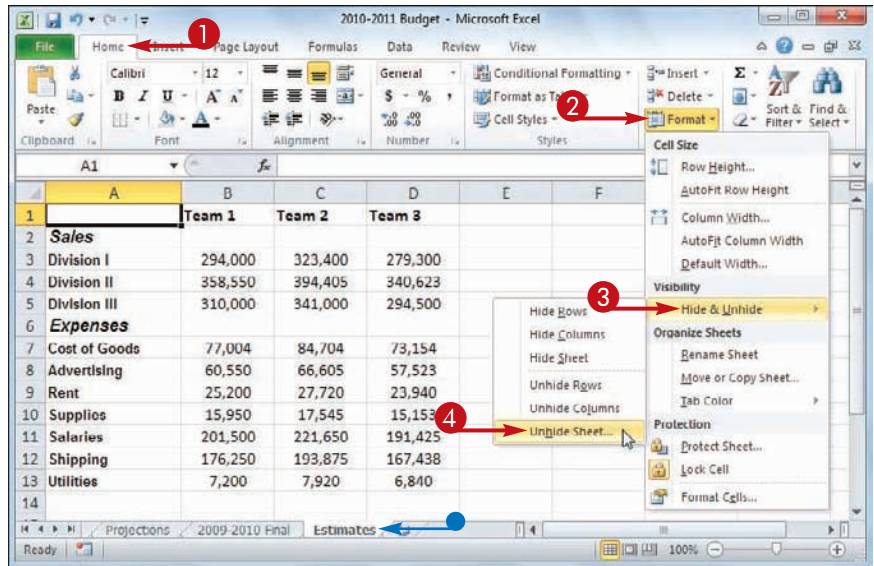 2010-2011 Budget - Microsoft Excel
1
File Home Insert Page Layout Formulas Data Review View
Calibri 12 General Conditional Formatting Insert Σ
Paste B I U A A $ % , Format as Delete Sort & Filter Find & Select
A .0 .00 .00 .0 Cell Styles 2 Format
Clipboard Font Alignment Number Styles
A1 fx
Cell Size
Row Height...
AutoFit Row Height
Column Width...
AutoFit Column Width
Default Width...
Visibility
3
Hide & Unhide
Organize Sheets
Rename Sheet
Move or Copy Sheet...
Tab Color
Protection
Protect Sheet...
Lock Cell
Format Cells...
Hide Rows
Hide Columns
Hide Sheet
Unhide Rows
Unhide Columns
4
Unhide Sheet...
A B C D E F
1 Team 1 Team 2 Team 3
2 Sales
3 Division I 294,000 323,400 279,300
4 Division II 358,550 394,405 340,623
5 Division III 310,000 341,000 294,500
6 Expenses
7 Cost of Goods 77,004 84,704 73,154
8 Advertising 60,550 66,605 57,523
9 Rent 25,200 27,720 23,940
10 Supplies 15,950 17,545 15,153
11 Salaries 201,500 221,650 191,425
12 Shipping 176,250 193,875 167,438
13 Utilities 7,200 7,920 6,840
14
Projections 2009-2010 Final Estimates
Ready 100%